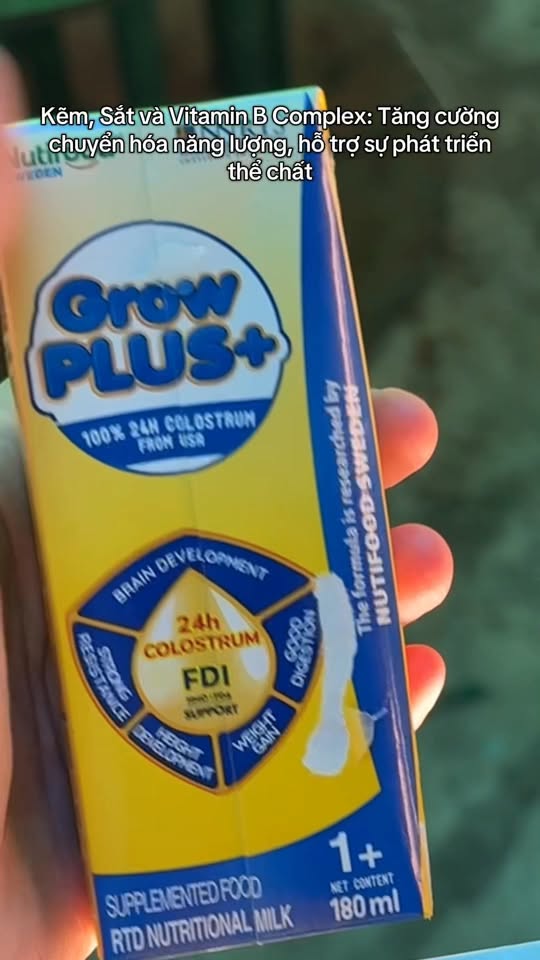 Kẽm, Sắt và Vitamin B Complex: Tăng cường
chuyển hóa năng lượng, hỗ trợ sự phát triển
thể chất
SWEDEN
Grow
PLUS+
100% 24H COLOSTRUM
FROM USA
The formula is researched by
NUTIFOOD SWEDEN
BRAIN DEVELOPMENT
GOOD
DIGESTION
WEIGHT
GAIN
HEIGHT
DEVELOPMENT
STRONG
RESISTANCE
24h
COLOSTRUM
FDI
SUPPORT
1+
NET CONTENT
180 ml
SUPPLEMENTED FOOD
RTD NUTRITIONAL MILK